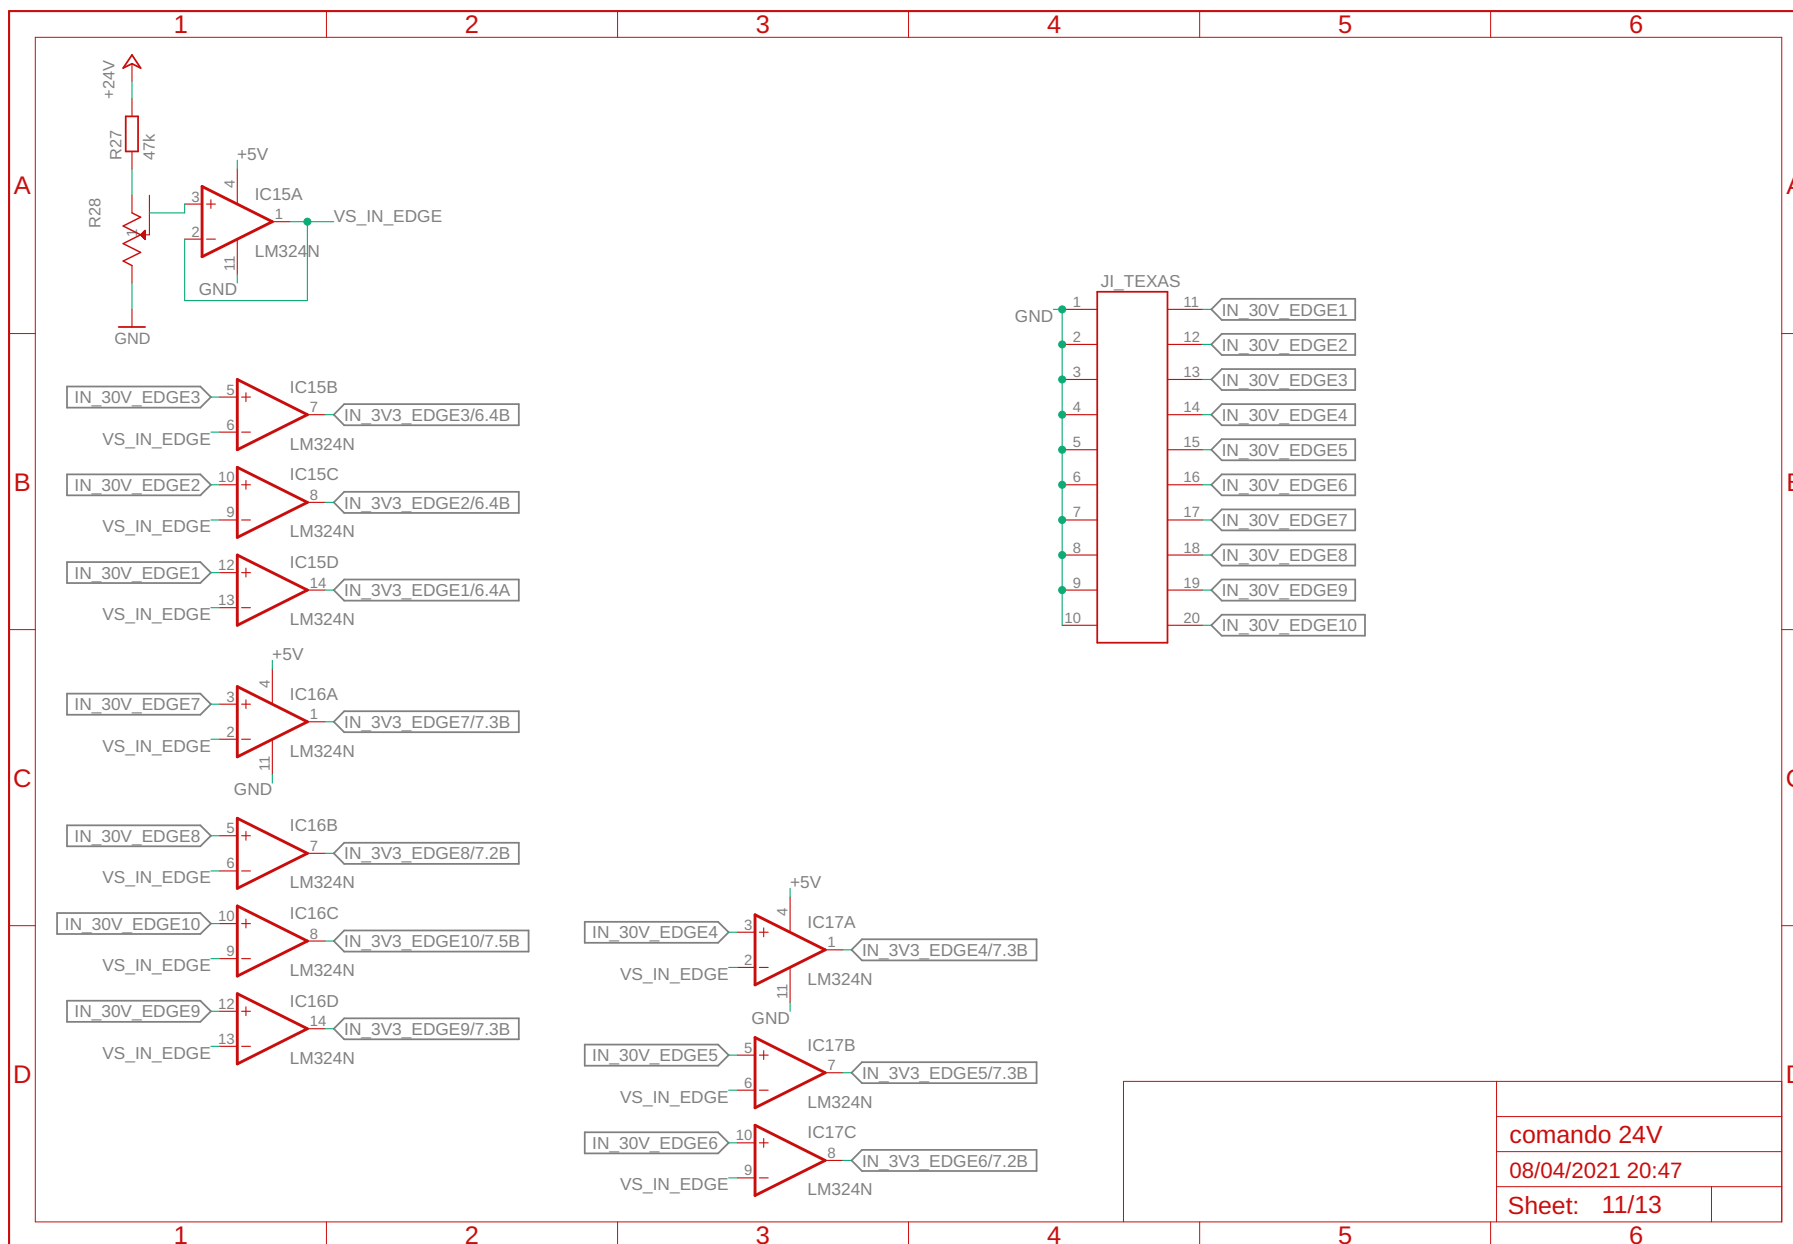 1 2 3 4 5 6
A
B
C
D
+24V
R27
47k
R28
1
GND
+5V
4
IC15A
3
+
2
−
1
VS_IN_EDGE
LM324N
11
GND
IN_30V_EDGE3
5
+
IC15B
7
IN_3V3_EDGE3/6.4B
VS_IN_EDGE
6
−
LM324N
IN_30V_EDGE2
10
+
IC15C
8
IN_3V3_EDGE2/6.4B
VS_IN_EDGE
9
−
LM324N
IN_30V_EDGE1
12
+
IC15D
14
IN_3V3_EDGE1/6.4A
VS_IN_EDGE
13
−
LM324N
+5V
4
IN_30V_EDGE7
3
+
IC16A
1
IN_3V3_EDGE7/7.3B
VS_IN_EDGE
2
−
LM324N
11
GND
IN_30V_EDGE8
5
+
IC16B
7
IN_3V3_EDGE8/7.2B
VS_IN_EDGE
6
−
LM324N
IN_30V_EDGE10
10
+
IC16C
8
IN_3V3_EDGE10/7.5B
VS_IN_EDGE
9
−
LM324N
IN_30V_EDGE9
12
+
IC16D
14
IN_3V3_EDGE9/7.3B
VS_IN_EDGE
13
−
LM324N
+5V
4
IN_30V_EDGE4
3
+
IC17A
1
IN_3V3_EDGE4/7.3B
VS_IN_EDGE
2
−
LM324N
11
GND
IN_30V_EDGE5
5
+
IC17B
7
IN_3V3_EDGE5/7.3B
VS_IN_EDGE
6
−
LM324N
IN_30V_EDGE6
10
+
IC17C
8
IN_3V3_EDGE6/7.2B
VS_IN_EDGE
9
−
LM324N
JI_TEXAS
GND 1 11 IN_30V_EDGE1
2 12 IN_30V_EDGE2
3 13 IN_30V_EDGE3
4 14 IN_30V_EDGE4
5 15 IN_30V_EDGE5
6 16 IN_30V_EDGE6
7 17 IN_30V_EDGE7
8 18 IN_30V_EDGE8
9 19 IN_30V_EDGE9
10 20 IN_30V_EDGE10
comando 24V
08/04/2021 20:47
Sheet: 11/13
1 2 3 4 5 6